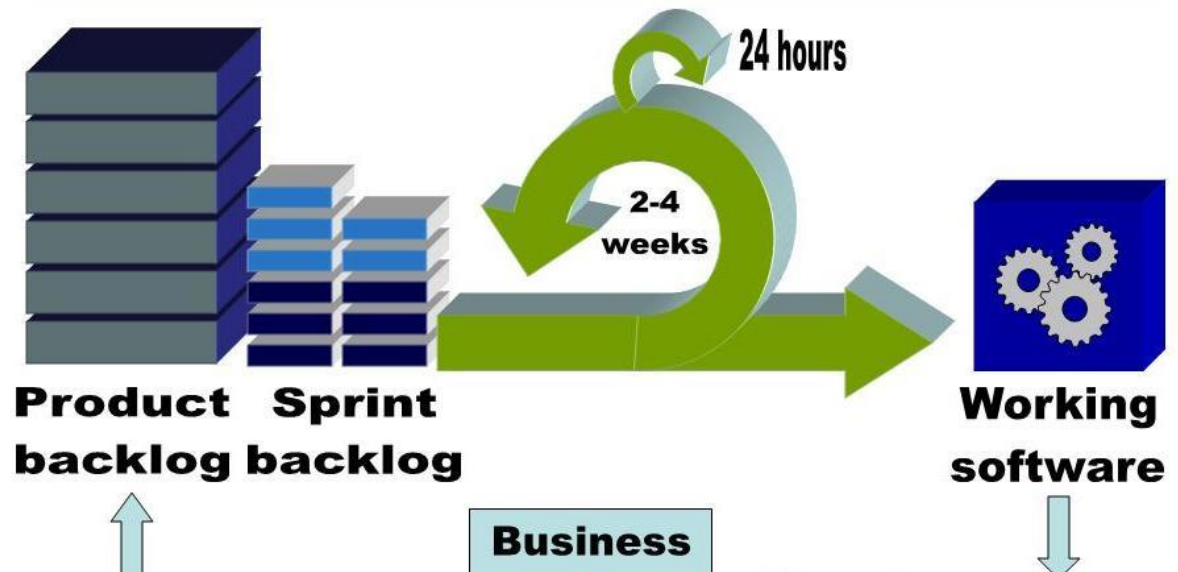 24 hours
2-4
weeks
Product
backlog
Sprint
backlog
Working
software
Business